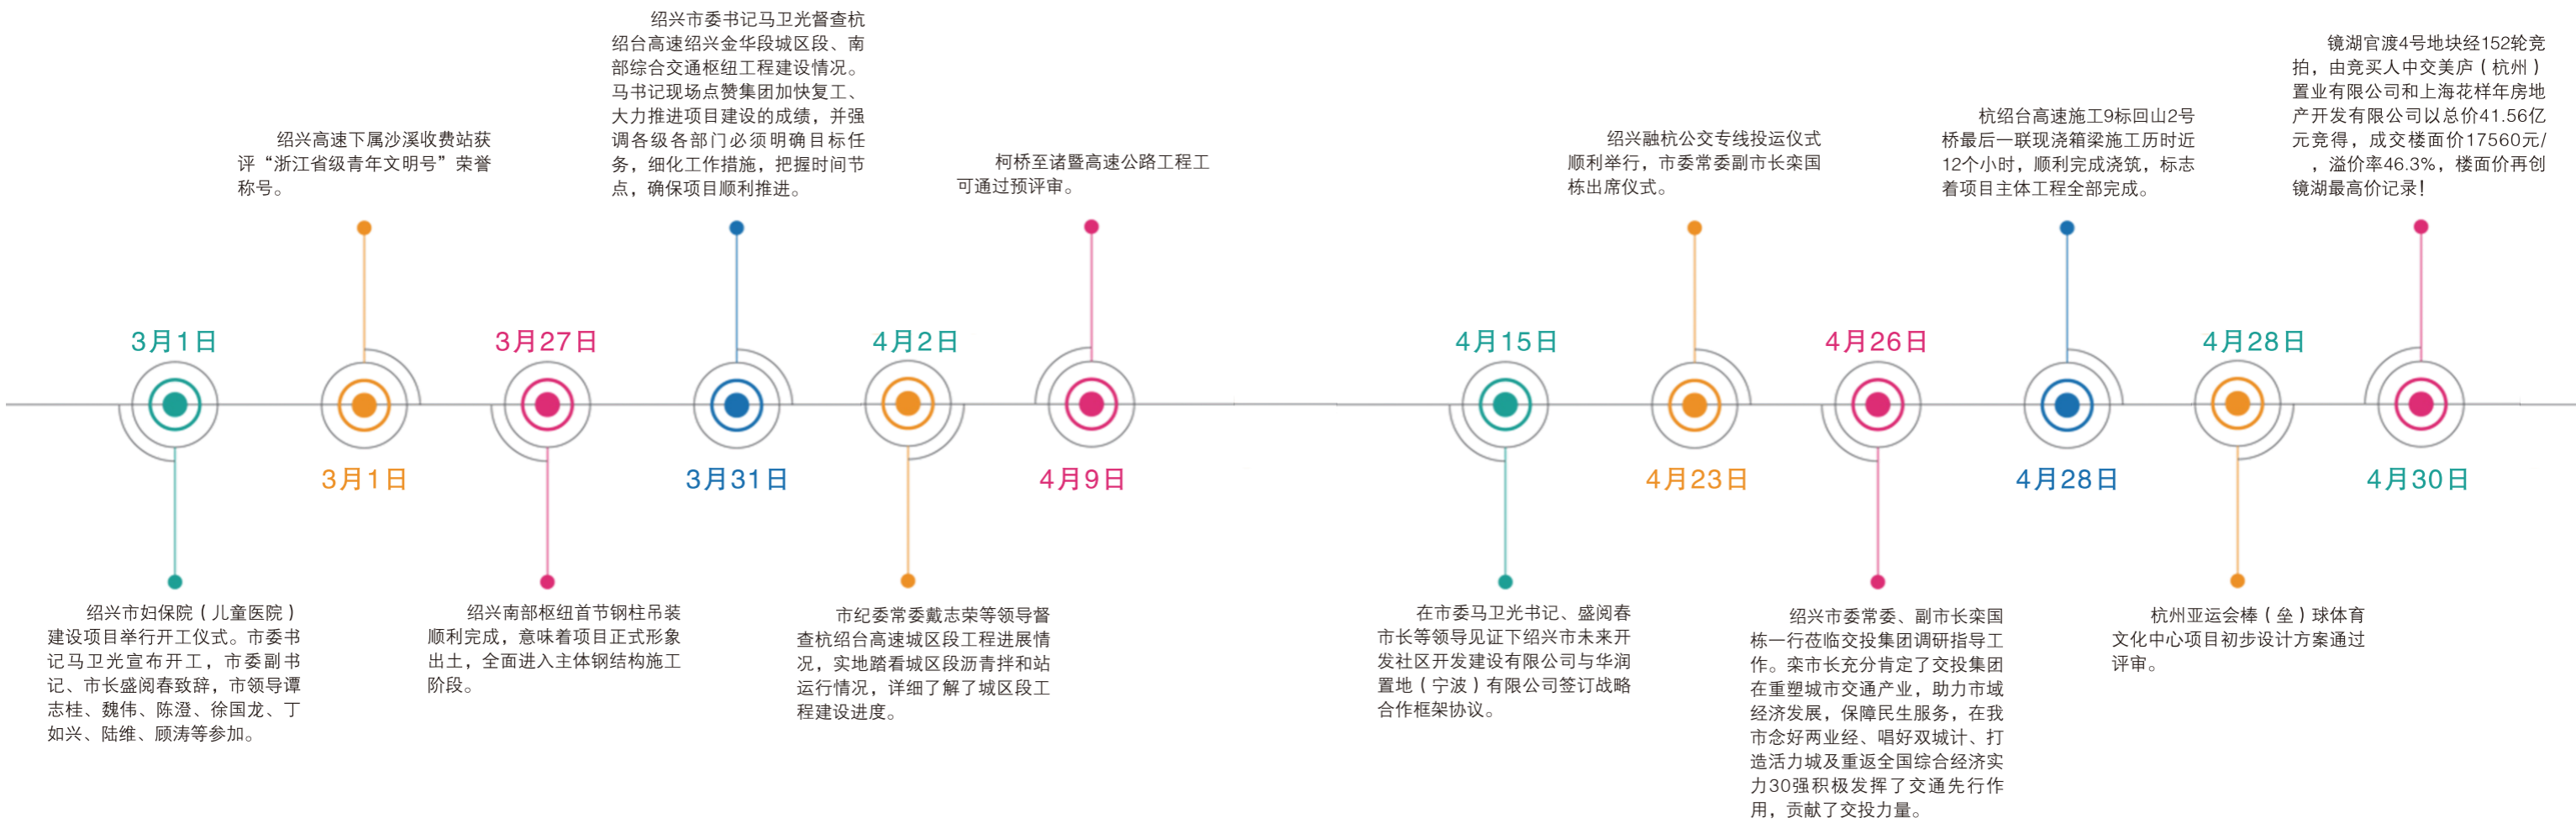 3月1日
绍兴市妇保院（儿童医院）
建设项目举行开工仪式。市委书
记马卫光宣布开工，市委副书
记、市长盛阅春致辞，市领导谭
志桂、魏伟、陈澄、徐国龙、丁
如兴、陆维、顾涛等参加。
绍兴高速下属沙溪收费站获
评“浙江省级青年文明号”荣誉
称号。
3月1日
3月27日
绍兴南部枢纽首节钢柱吊装
顺利完成，意味着项目正式形象
出土，全面进入主体钢结构施工
阶段。
绍兴市委书记马卫光督查杭
绍台高速绍兴金华段城区段、南
部综合交通枢纽工程建设情况。
马书记现场点赞集团加快复工、
大力推进项目建设的成绩，并强
调各级各部门必须明确目标任
务，细化工作措施，把握时间节
点，确保项目顺利推进。
3月31日
4月2日
市纪委常委戴志荣等领导督
查杭绍台高速城区段工程进展情
况，实地踏看城区段沥青拌和站
运行情况，详细了解了城区段工
程建设进度。
柯桥至诸暨高速公路工程工
可通过预评审。
4月9日
4月15日
在市委马卫光书记、盛阅春
市长等领导见证下绍兴市未来开
发社区开发建设有限公司与华润
置地（宁波）有限公司签订战略
合作框架协议。
绍兴融杭公交专线投运仪式
顺利举行，市委常委副市长栾国
栋出席仪式。
4月23日
4月26日
绍兴市委常委、副市长栾国
栋一行莅临交投集团调研指导工
作。栾市长充分肯定了交投集团
在重塑城市交通产业，助力市域
经济发展，保障民生服务，在我
市念好两业经、唱好双城计、打
造活力城及重返全国综合经济实
力30强积极发挥了交通先行作
用，贡献了交投力量。
杭绍台高速施工9标回山2号
桥最后一联现浇箱梁施工历时近
12个小时，顺利完成浇筑，标志
着项目主体工程全部完成。
4月28日
4月28日
杭州亚运会棒（垒）球体育
文化中心项目初步设计方案通过
评审。
镜湖官渡4号地块经152轮竞
拍，由竞买人中交美庐（杭州）
置业有限公司和上海花样年房地
产开发有限公司以总价41.56亿
元竞得，成交楼面价17560元/
，溢价率46.3%，楼面价再创
镜湖最高价记录！
4月30日